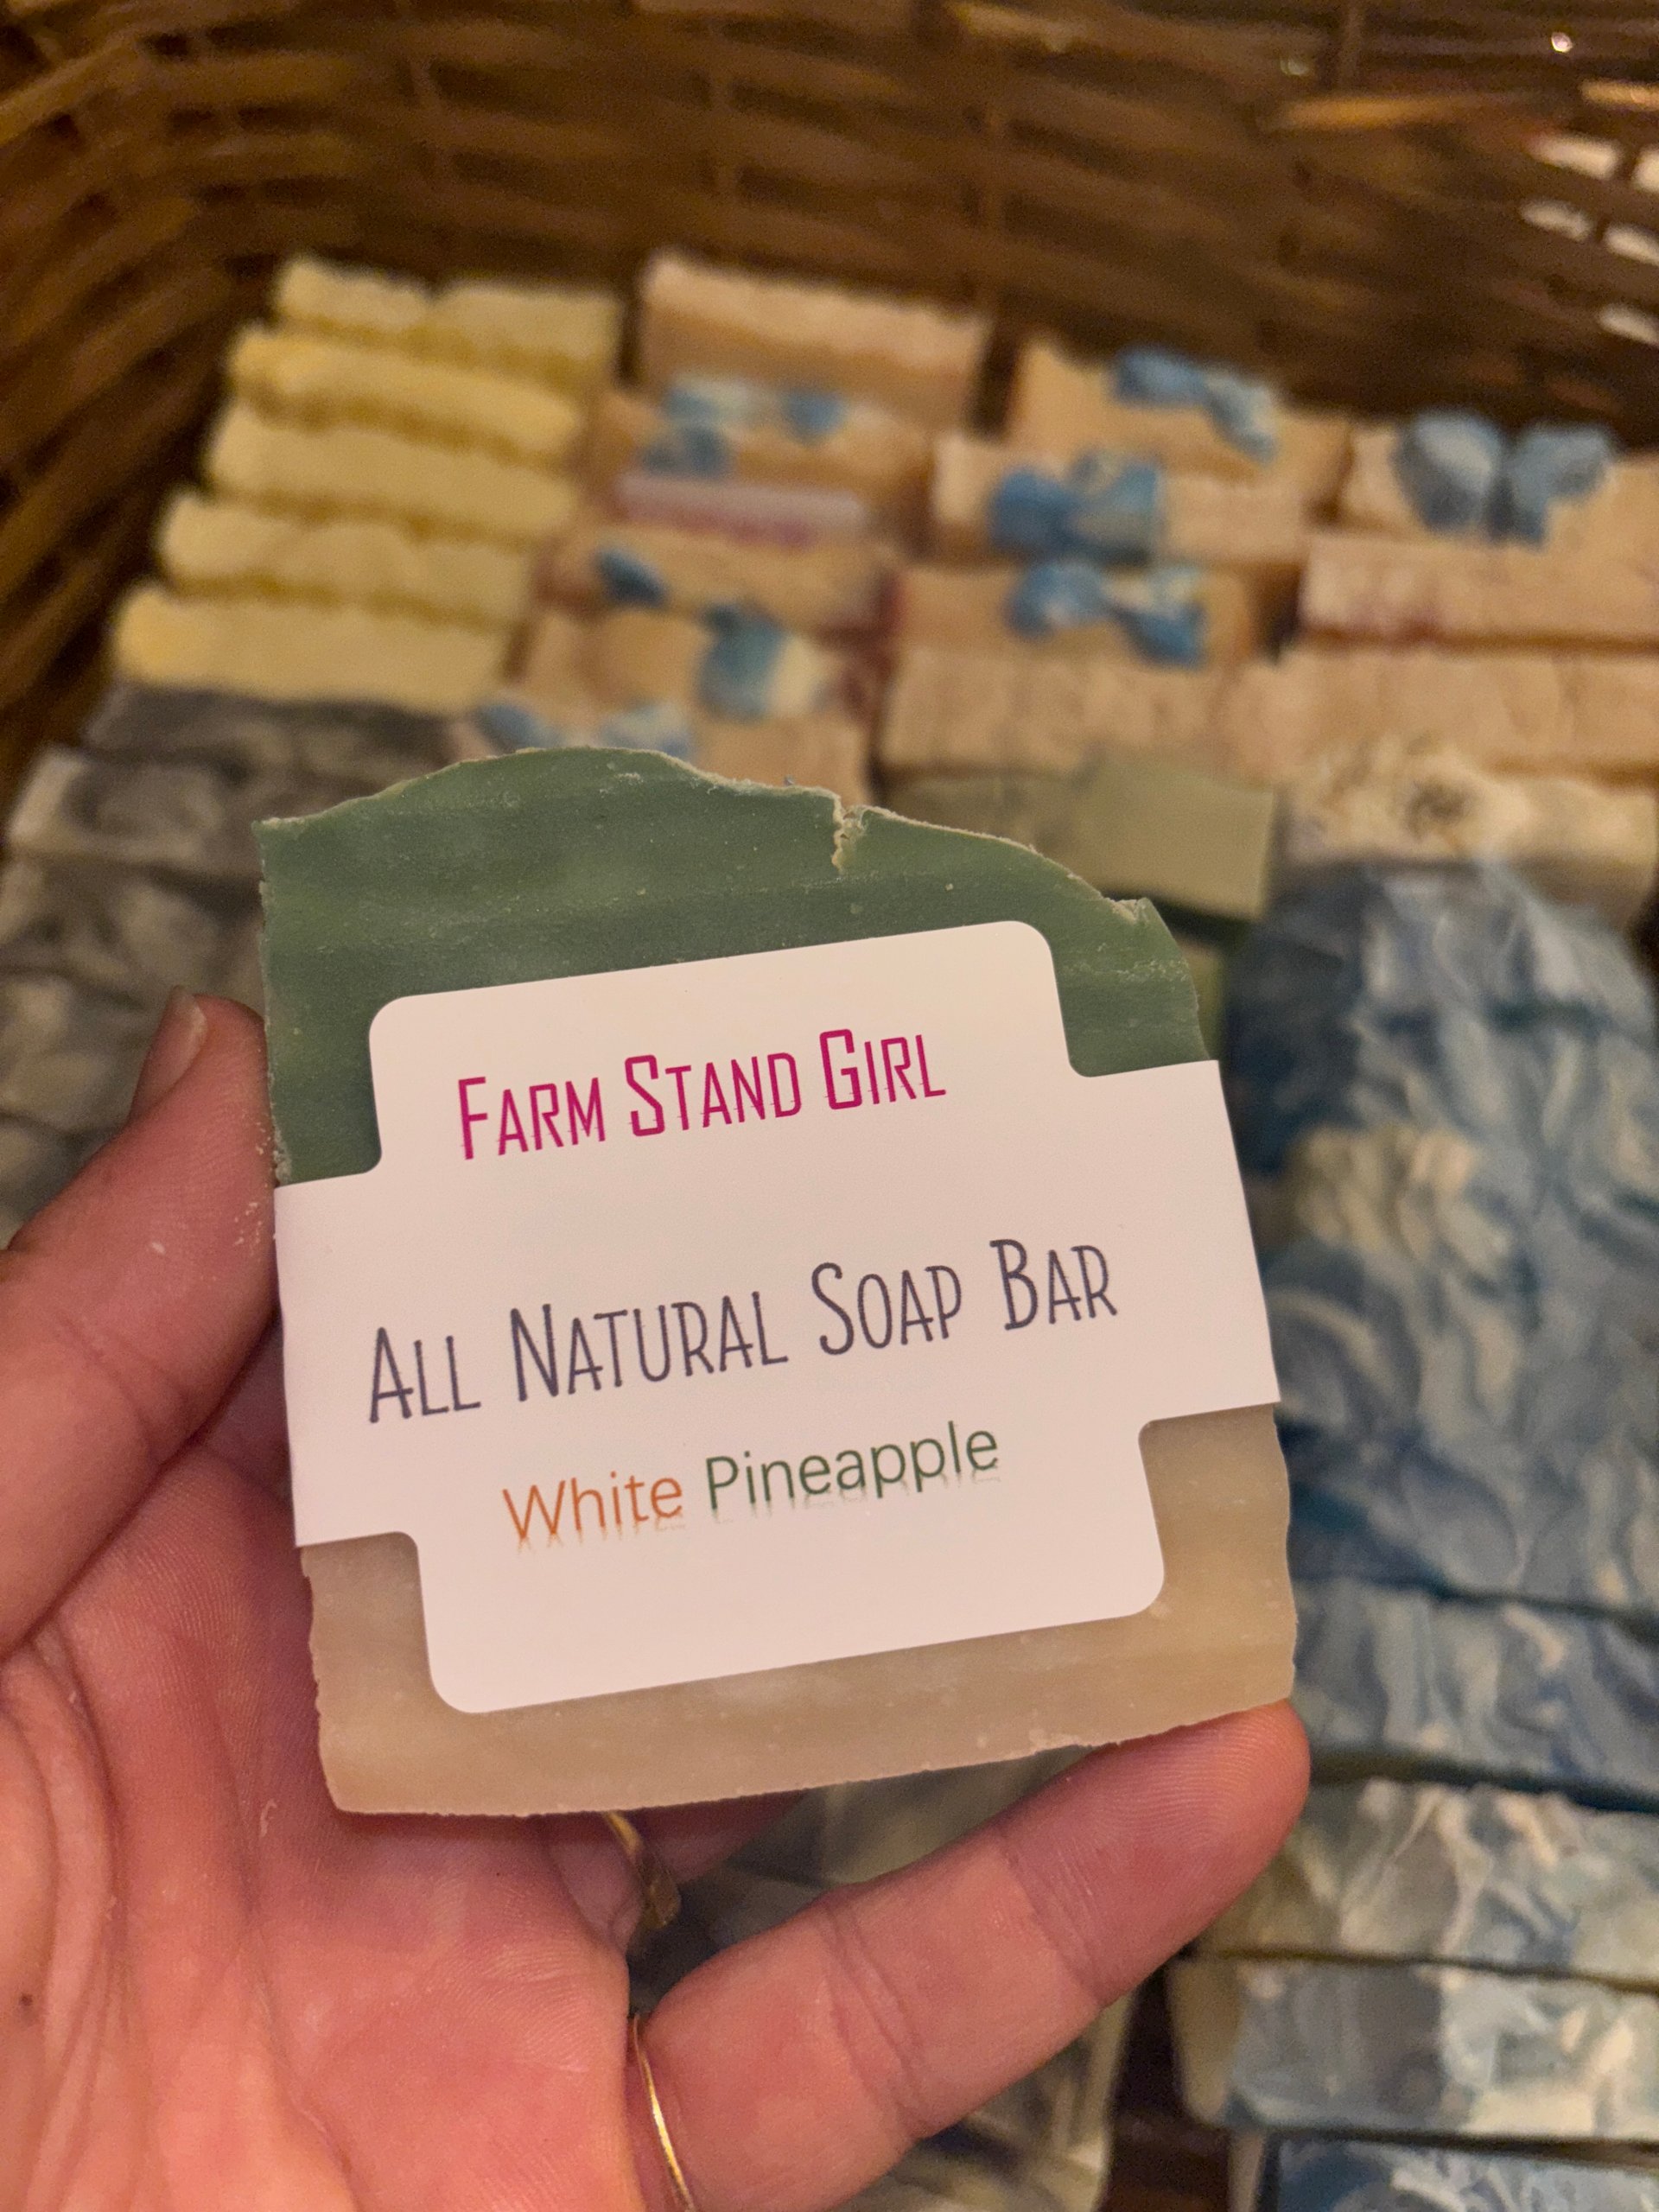 Farm Stand Girl
All Natural Soap Bar
White Pineapple